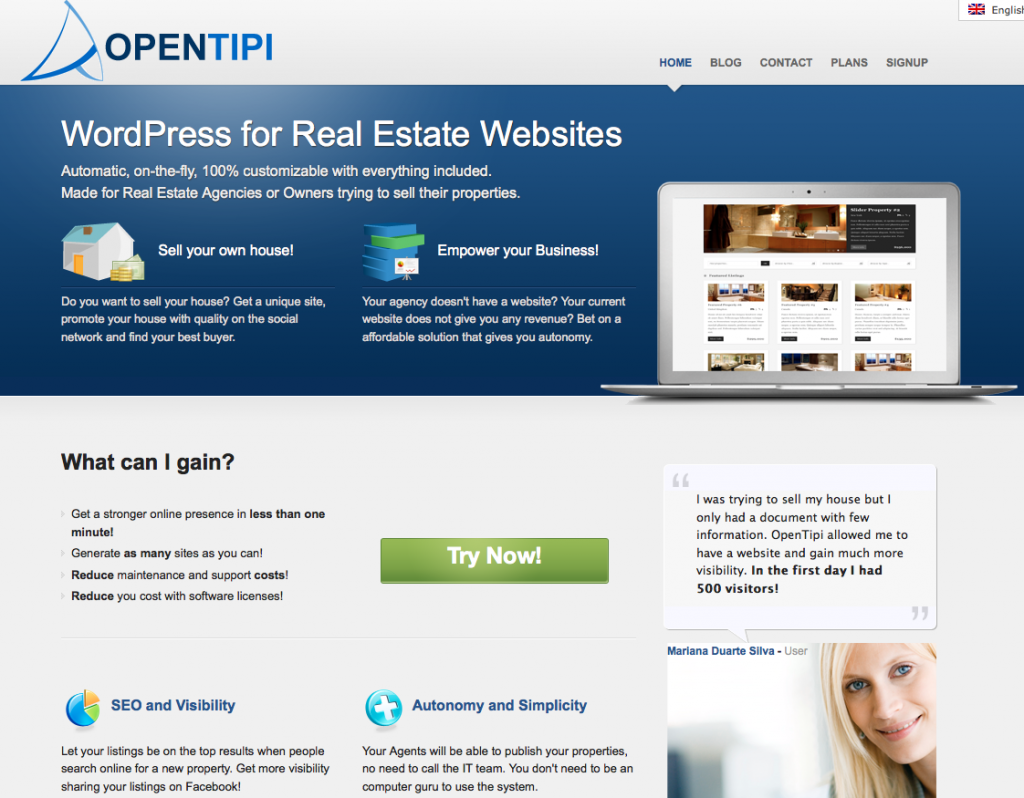 English
OPENTIPI
HOME BLOG CONTACT PLANS SIGNUP
WordPress for Real Estate Websites
Automatic, on-the-fly, 100% customizable with everything included.
Made for Real Estate Agencies or Owners trying to sell their properties.
Sell your own house!
Do you want to sell your house? Get a unique site,
promote your house with quality on the social
network and find your best buyer.
Empower your Business!
Your agency doesn't have a website? Your current
website does not give you any revenue? Bet on a
affordable solution that gives you autonomy.
Slider Property #2
Featured Listings
What can I gain?
Get a stronger online presence in less than one
minute!
Generate as many sites as you can!
Reduce maintenance and support costs!
Reduce you cost with software licenses!
Try Now!
“
I was trying to sell my house but I
only had a document with few
information. OpenTipi allowed me to
have a website and gain much more
visibility. In the first day I had
500 visitors!
”
Mariana Duarte Silva - User
SEO and Visibility
Let your listings be on the top results when people
search online for a new property. Get more visibility
sharing your listings on Facebook!
Autonomy and Simplicity
Your Agents will be able to publish your properties,
no need to call the IT team. You don't need to be an
computer guru to use the system.